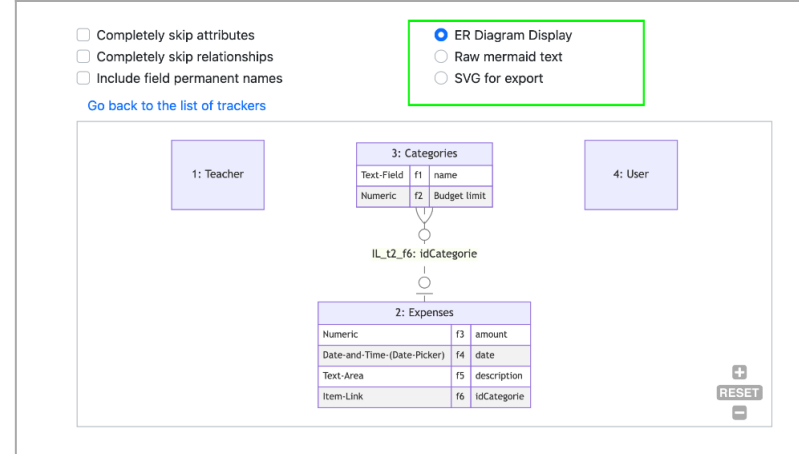 Completely skip attributes
Completely skip relationships
Include field permanent names
ER Diagram Display
Raw mermaid text
SVG for export
Go back to the list of trackers
1: Teacher
3: Categories
Text-Field f1 name
Numeric f2 Budget limit
4: User
IL_t2_f6: idCategorie
2: Expenses
Numeric f3 amount
Date-and-Time-(Date-Picker) f4 date
Text-Area f5 description
Item-Link f6 idCategorie
RESET